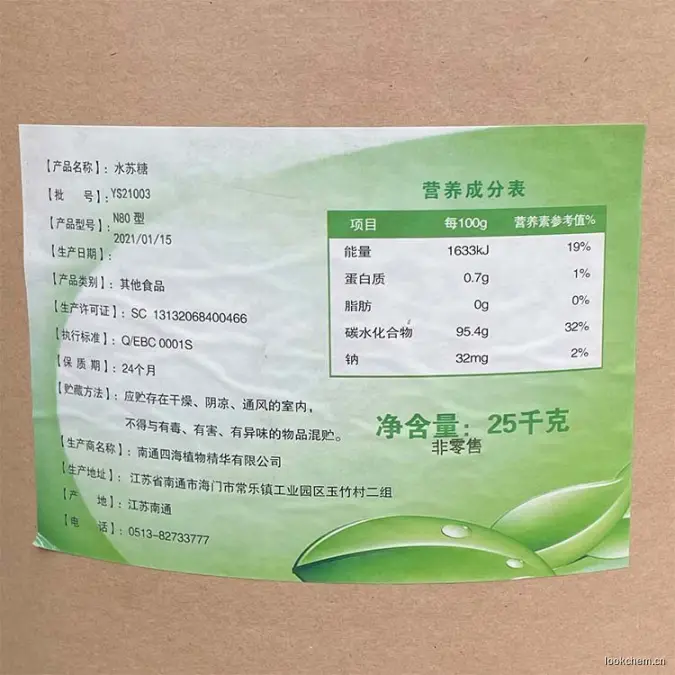 【产品名称】：水苏糖
【批 号】：YS21003
【产品型号】：N80 型
【生产日期】：2021/01/15
【产品类别】：其他食品
【生产许可证】：SC 13132068400466
【执行标准】：Q/EBC 0001S
【保 质 期】：24个月
【贮藏方法】：应贮存在干燥、阴凉、通风的室内，
不得与有毒、有害、有异味的物品混贮。
【生产商名称】：南通四海植物精华有限公司
【生产地址】：江苏省南通市海门市常乐镇工业园区玉竹村二组
【产 地】：江苏南通
【电 话】：0513-82733777
营养成分表
项目 每100g 营养素参考值%
能量 1633kJ 19%
蛋白质 0.7g 1%
脂肪 0g 0%
碳水化合物 95.4g 32%
钠 32mg 2%
净含量：25千克
非零售
lookchem.cn